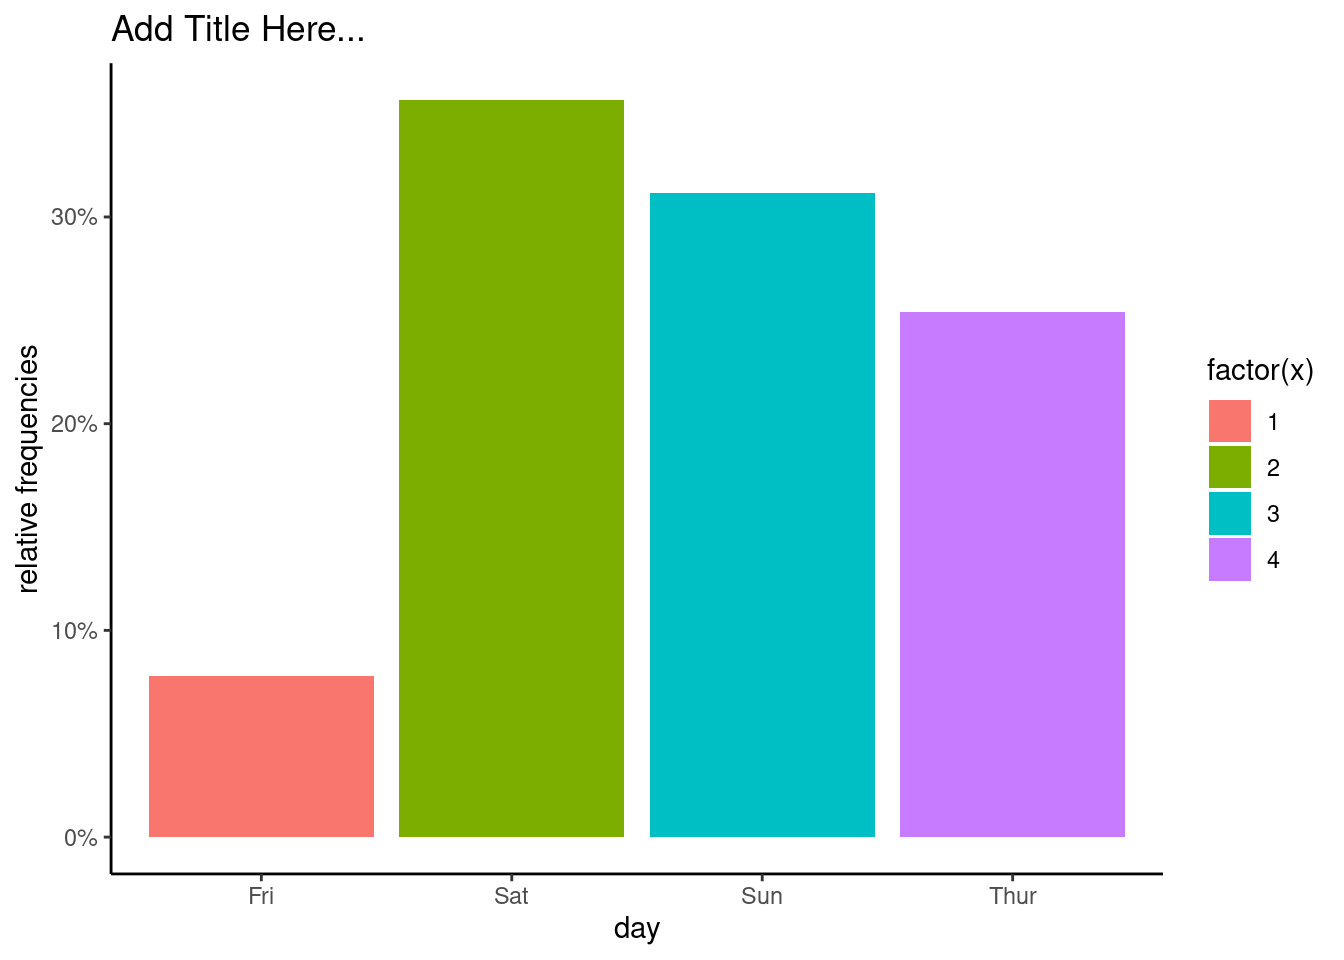 Add Title Here...
relative frequencies
30%
20%
10%
0%
Fri Sat Sun Thur
day
factor(x)
1
2
3
4